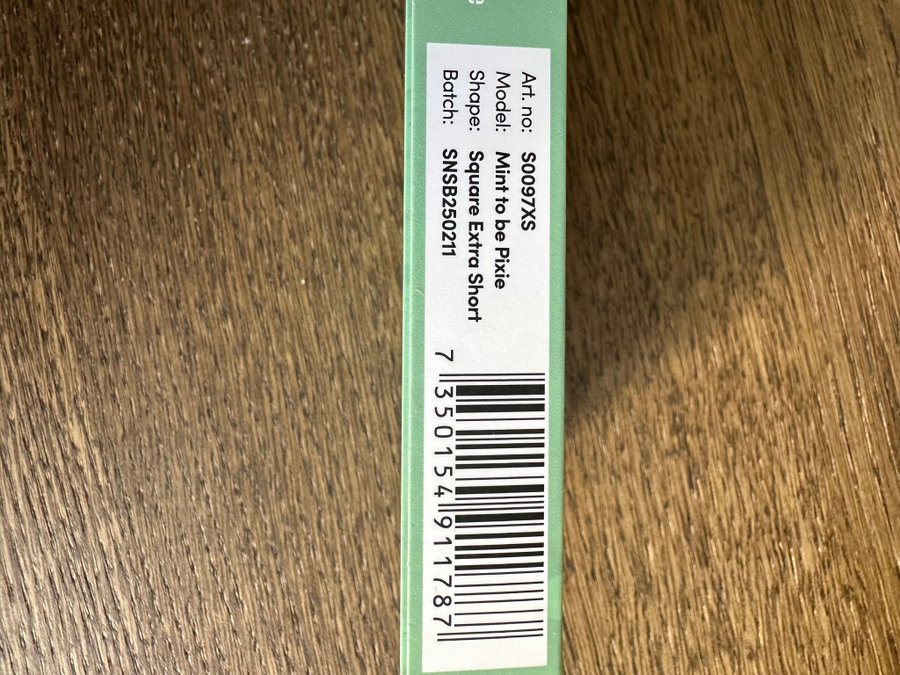 Art. no: S0097XS
Model: Mint to be Pixie
Shape: Square Extra Short
Batch: SNSB250211
7 350154 911787